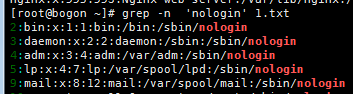 [root@bogon ~]# grep -n  'nologin' 1.txt
2:bin:x:1:1:bin:/bin:/sbin/nologin
3:daemon:x:2:2:daemon:/sbin:/sbin/nologin
4:adm:x:3:4:adm:/var/adm:/sbin/nologin
5:lp:x:4:7:lp:/var/spool/lpd:/sbin/nologin
9:mail:x:8:12:mail:/var/spool/mail:/sbin/nologin